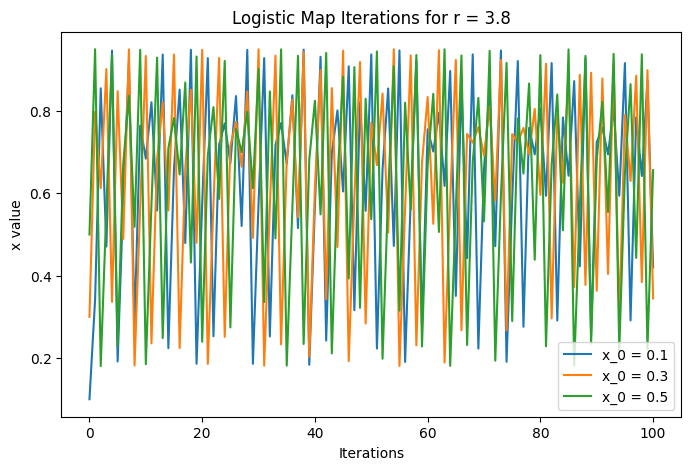 Logistic Map Iterations for r = 3.8
x value
0.8
0.6
0.4
0.2
0 20 40 60 80 100
Iterations
x_0 = 0.1
x_0 = 0.3
x_0 = 0.5